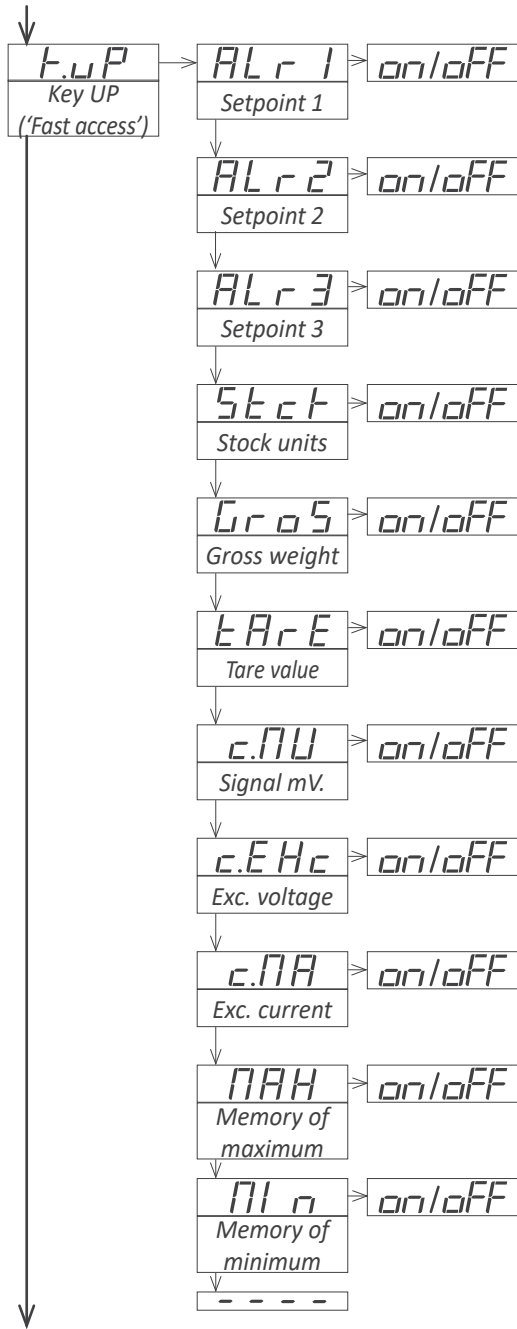 k.uP
Key UP
(‘Fast access’)
ALr1 on/oFF
Setpoint 1
ALr2 on/oFF
Setpoint 2
ALr3 on/oFF
Setpoint 3
Stck on/oFF
Stock units
GroS on/oFF
Gross weight
tArE on/oFF
Tare value
c.MV on/oFF
Signal mV.
c.EHc on/oFF
Exc. voltage
c.MA on/oFF
Exc. current
MAH on/oFF
Memory of
maximum
MIn on/oFF
Memory of
minimum
----